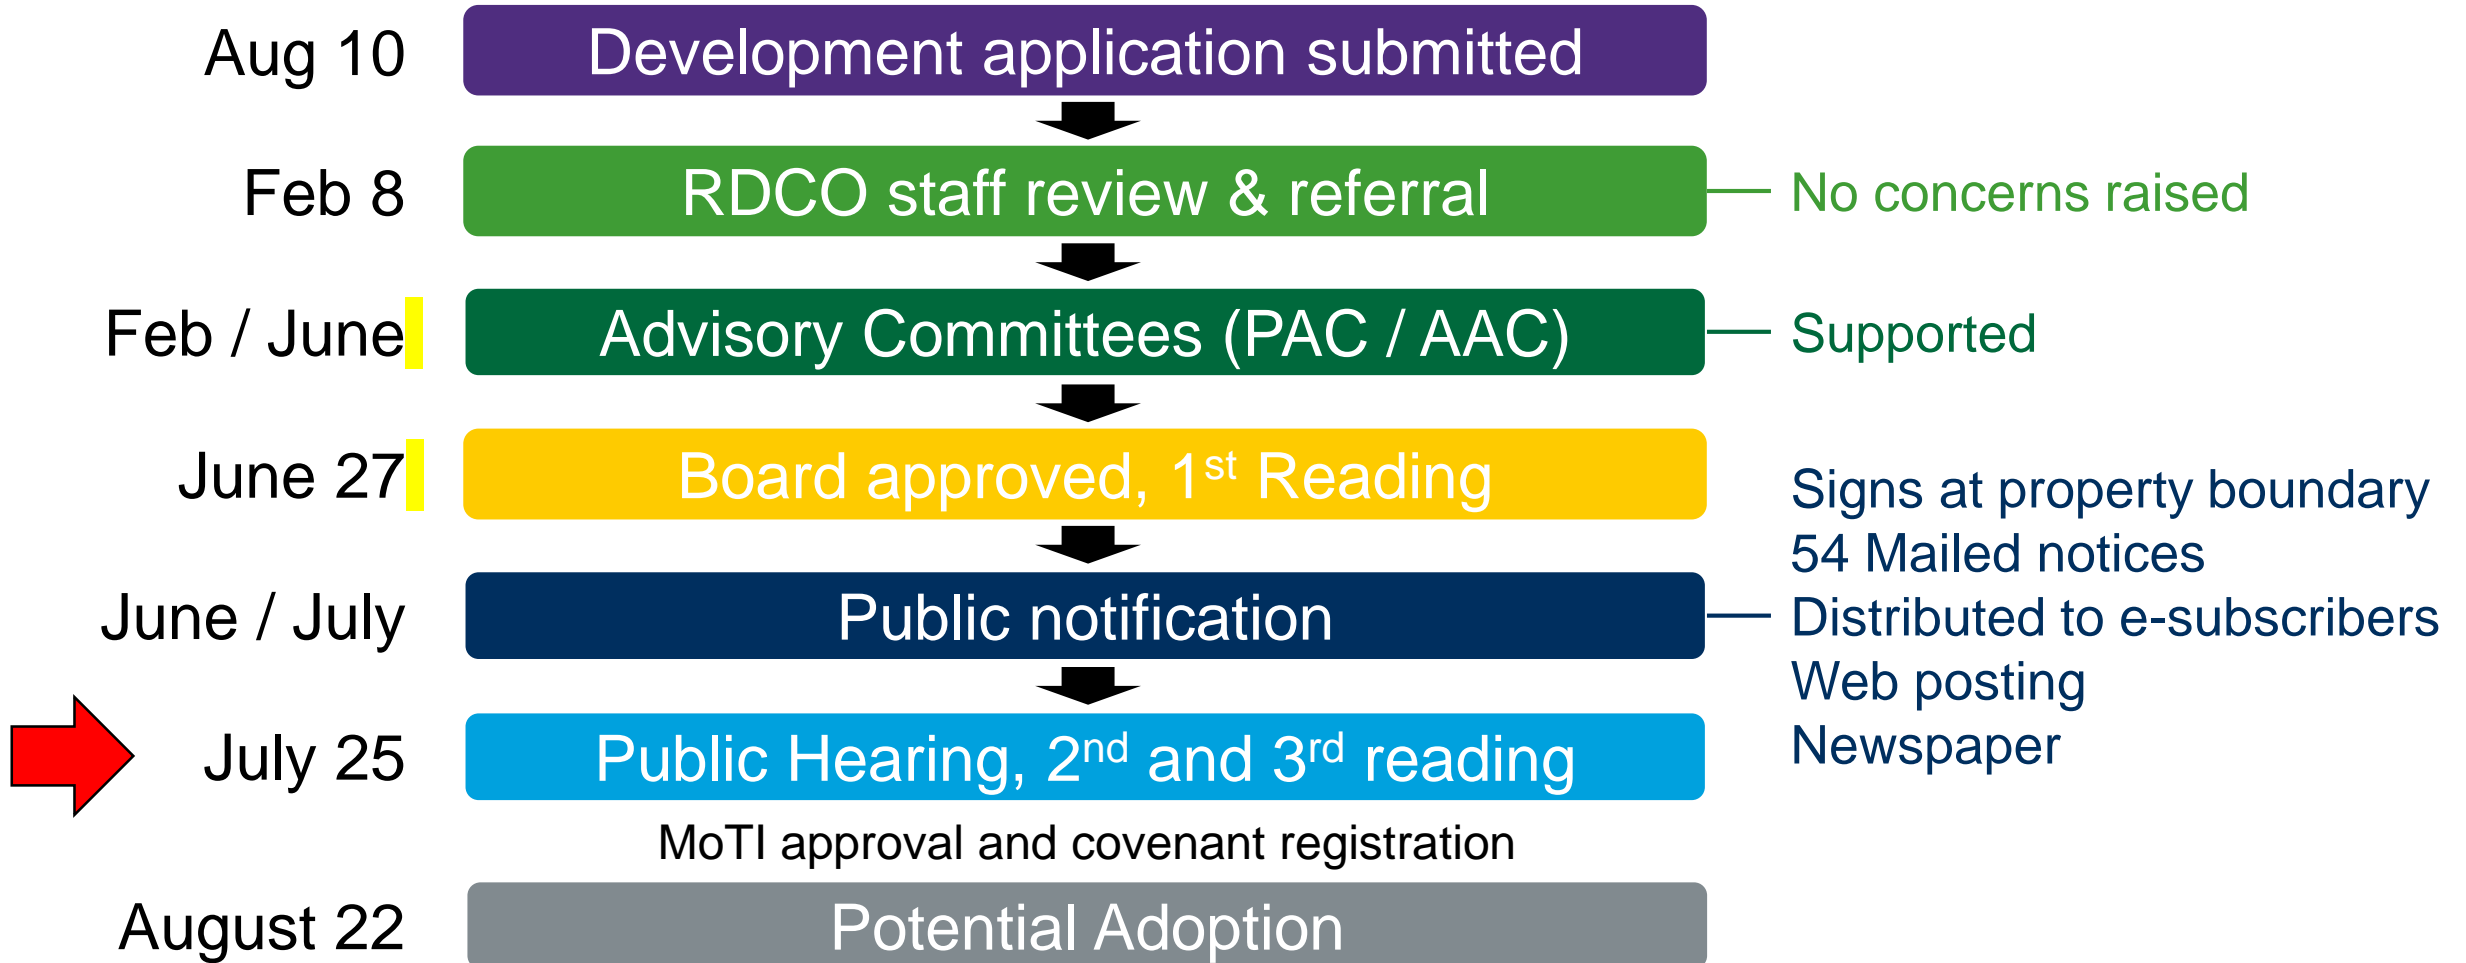 Aug 10 Development application submitted
Feb 8 RDCO staff review & referral No concerns raised
Feb / June Advisory Committees (PAC / AAC) Supported
June 27 Board approved, 1st Reading
June / July Public notification
Signs at property boundary
54 Mailed notices
Distributed to e-subscribers
Web posting
Newspaper
July 25 Public Hearing, 2nd and 3rd reading
MoTI approval and covenant registration
August 22 Potential Adoption